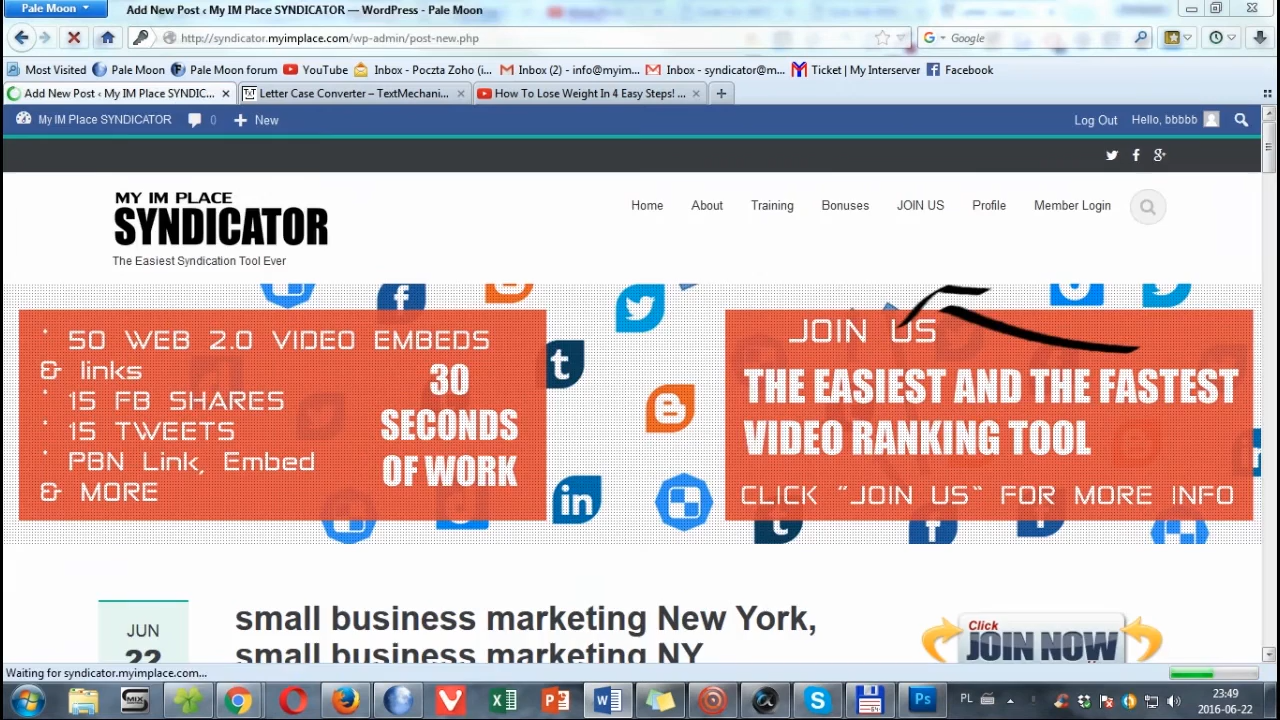 Pale Moon
Add New Post ‹ My IM Place SYNDICATOR — WordPress - Pale Moon
http://syndicator.myimplace.com/wp-admin/post-new.php
Google
Most Visited
Pale Moon
Pale Moon forum
YouTube
Inbox - Poczta Zoho (i...
Inbox (2) - info@myim...
Inbox - syndicator@m...
Ticket | My Interserver
Facebook
Add New Post ‹ My IM Place SYNDIC...
Letter Case Converter – TextMechani...
How To Lose Weight In 4 Easy Steps! ...
My IM Place SYNDICATOR
0
New
Log Out
Hello, bbbbb
MY IM PLACE
SYNDICATOR
The Easiest Syndication Tool Ever
Home
About
Training
Bonuses
JOIN US
Profile
Member Login
* 50 WEB 2.0 VIDEO EMBEDS
& links
* 15 FB SHARES
* 15 TWEETS
* PBN Link, Embed
& MORE
30
SECONDS
OF WORK
JOIN US
THE EASIEST AND THE FASTEST
VIDEO RANKING TOOL
CLICK "JOIN US" FOR MORE INFO
JUN
22
small business marketing New York,
small business marketing NY
Click
JOIN NOW
Waiting for syndicator.myimplace.com...
PL
23:49
2016-06-22